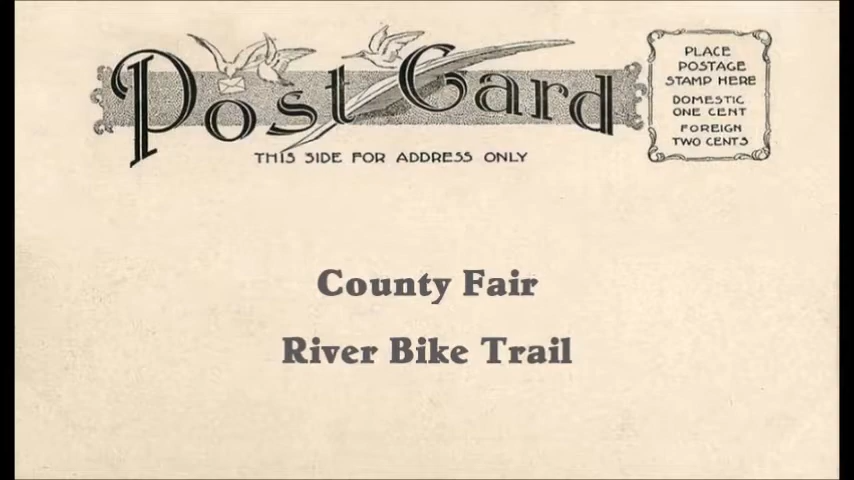 Post Card
THIS SIDE FOR ADDRESS ONLY
PLACE
POSTAGE
STAMP HERE
DOMESTIC
ONE CENT
FOREIGN
TWO CENTS
County Fair
River Bike Trail